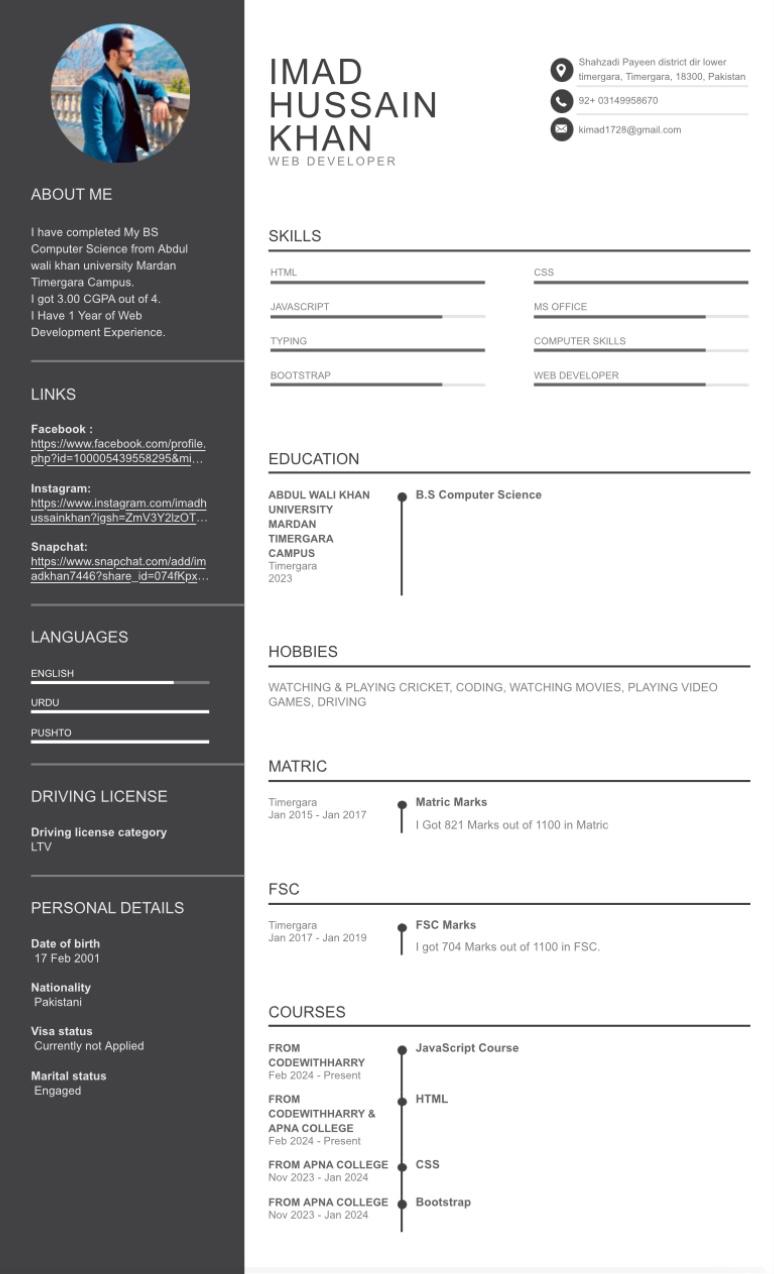 IMAD
HUSSAIN
KHAN
WEB DEVELOPER
Shahzadi Payeen district dir lower
timergara, Timergara, 18300, Pakistan
92+ 03149958670
kimad1728@gmail.com
ABOUT ME
I have completed My BS
Computer Science from Abdul
wali khan university Mardan
Timergara Campus.
I got 3.00 CGPA out of 4.
I Have 1 Year of Web
Development Experience.
LINKS
Facebook :
https://www.facebook.com/profile.
php?id=100005439558295&mi...
Instagram:
https://www.instagram.com/imadh
ussainkhan?igsh=ZmV3Y2lzOT...
Snapchat:
https://www.snapchat.com/add/im
adkhan7446?share_id=074fKpx...
LANGUAGES
ENGLISH
URDU
PUSHTO
DRIVING LICENSE
Driving license category
LTV
PERSONAL DETAILS
Date of birth
17 Feb 2001
Nationality
Pakistani
Visa status
Currently not Applied
Marital status
Engaged
SKILLS
HTML
CSS
JAVASCRIPT
MS OFFICE
TYPING
COMPUTER SKILLS
BOOTSTRAP
WEB DEVELOPER
EDUCATION
ABDUL WALI KHAN
UNIVERSITY
MARDAN
TIMERGARA
CAMPUS
Timergara
2023
B.S Computer Science
HOBBIES
WATCHING & PLAYING CRICKET, CODING, WATCHING MOVIES, PLAYING VIDEO
GAMES, DRIVING
MATRIC
Timergara
Jan 2015 - Jan 2017
Matric Marks
I Got 821 Marks out of 1100 in Matric
FSC
Timergara
Jan 2017 - Jan 2019
FSC Marks
I got 704 Marks out of 1100 in FSC.
COURSES
FROM
CODEWITHHARRY
Feb 2024 - Present
JavaScript Course
FROM
CODEWITHHARRY &
APNA COLLEGE
Feb 2024 - Present
HTML
FROM APNA COLLEGE
Nov 2023 - Jan 2024
CSS
FROM APNA COLLEGE
Nov 2023 - Jan 2024
Bootstrap